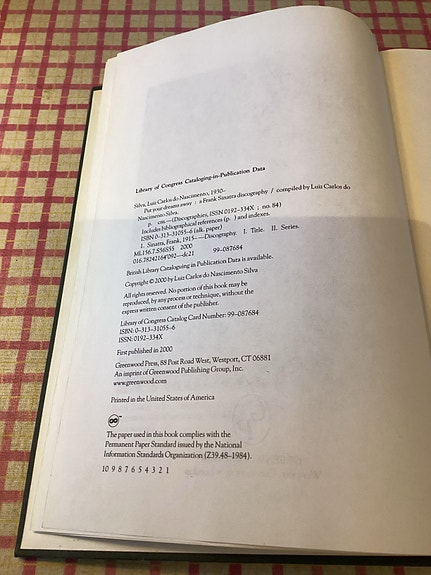 Library of Congress Cataloging-in-Publication Data
Silva, Luiz Carlos do Nascimento, 1930–
Put your dreams away : a Frank Sinatra discography / compiled by Luiz Carlos do
Nascimento Silva.
p. cm.—(Discographies, ISSN 0192–334X ; no. 84)
Includes bibliographical references (p. ) and indexes.
ISBN 0–313–31055–6 (alk. paper)
1. Sinatra, Frank, 1915– —Discography. I. Title. II. Series.
ML156.7.S56S55 2000
016.78242164'092—dc21 99–087684
British Library Cataloguing in Publication Data is available.
Copyright © 2000 by Luiz Carlos do Nascimento Silva
All rights reserved. No portion of this book may be
reproduced, by any process or technique, without the
express written consent of the publisher.
Library of Congress Catalog Card Number: 99–087684
ISBN: 0–313–31055–6
ISSN: 0192–334X
First published in 2000
Greenwood Press, 88 Post Road West, Westport, CT 06881
An imprint of Greenwood Publishing Group, Inc.
www.greenwood.com
Printed in the United States of America
The paper used in this book complies with the
Permanent Paper Standard issued by the National
Information Standards Organization (Z39.48–1984).
10 9 8 7 6 5 4 3 2 1